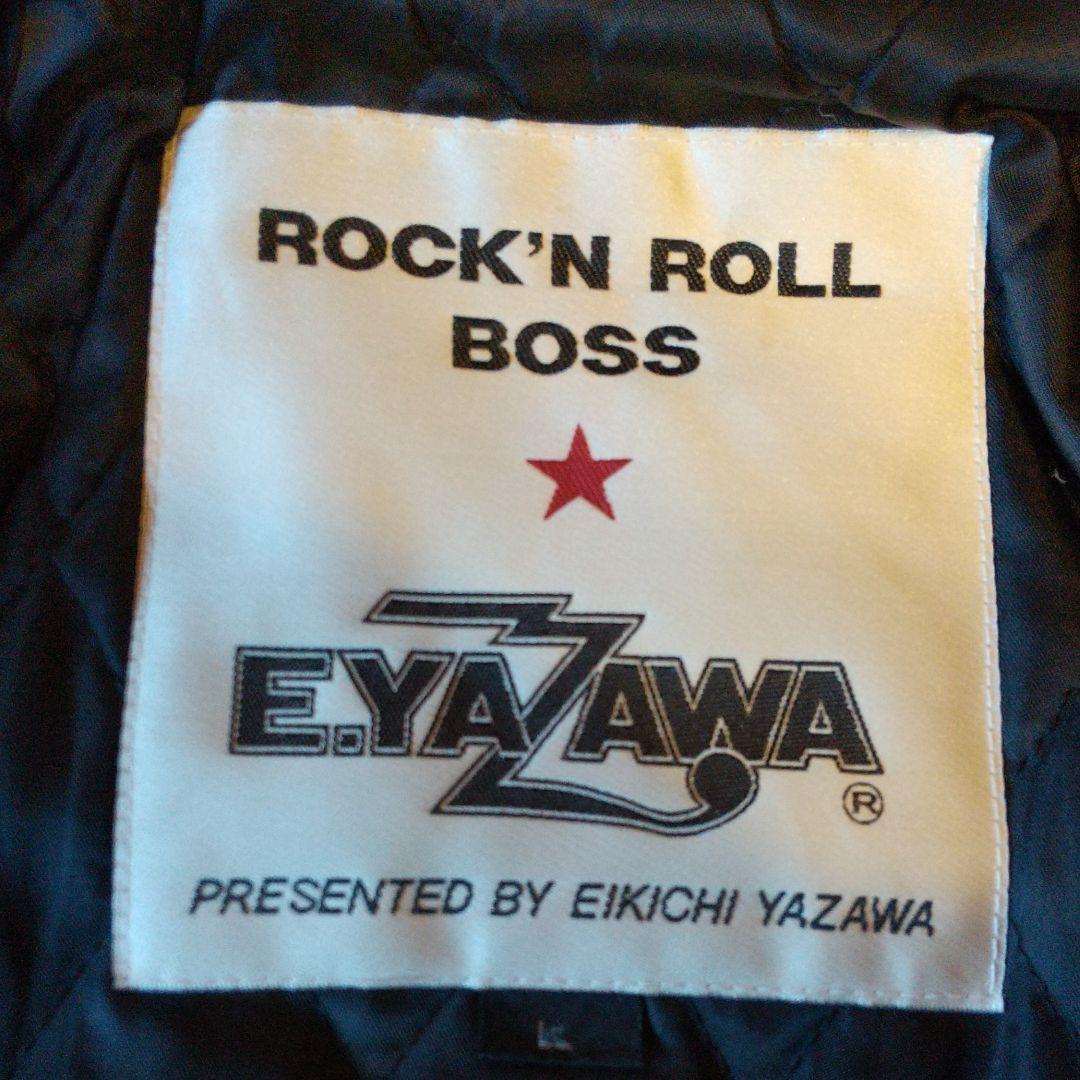 ROCK'N ROLL
BOSS
E.YAZAWA
®
PRESENTED BY EIKICHI YAZAWA